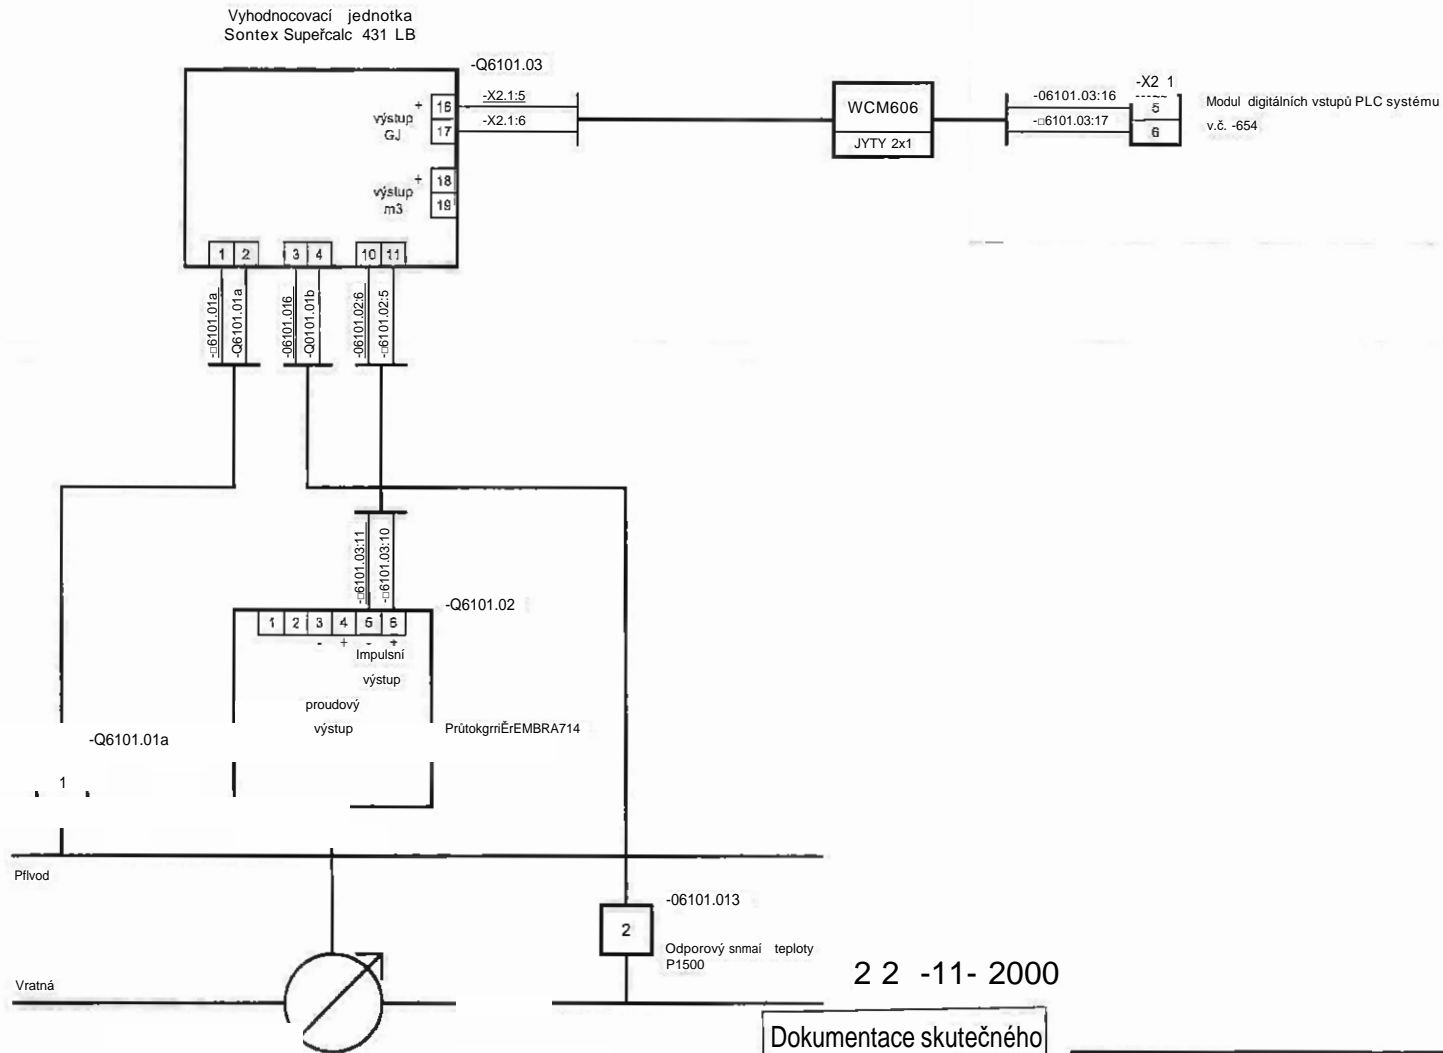 Vyhodnocovací jednotka
Sontex Supeřcalc 431 LB
-Q6101.03
+ 16
17
výstup
GJ
-X2.1:5
-X2.1:6
+ 18
19
výstup
m3
WCM606
JYTY 2x1
-06101.03:16
-□6101.03:17
-X2 1
5
6
Modul digitálních vstupů PLC systému
v.č. -654
1 2 3 4 10 11
-□6101.01a
-Q6101.01a
-06101.016
-Q0101.01b
-06101.02:6
-□6101.02:5
-□6101.03:11
-□6101.03:10
-Q6101.02
1 2 3 4 5 6
- + - +
Impulsní
výstup
proudový
výstup
PrůtokgrriĚrEMBRA714
-Q6101.01a
1
Pflvod
-06101.013
2
Odporový snmaí teploty
P1500
Vratná
2 2 -11- 2000
Dokumentace skutečného